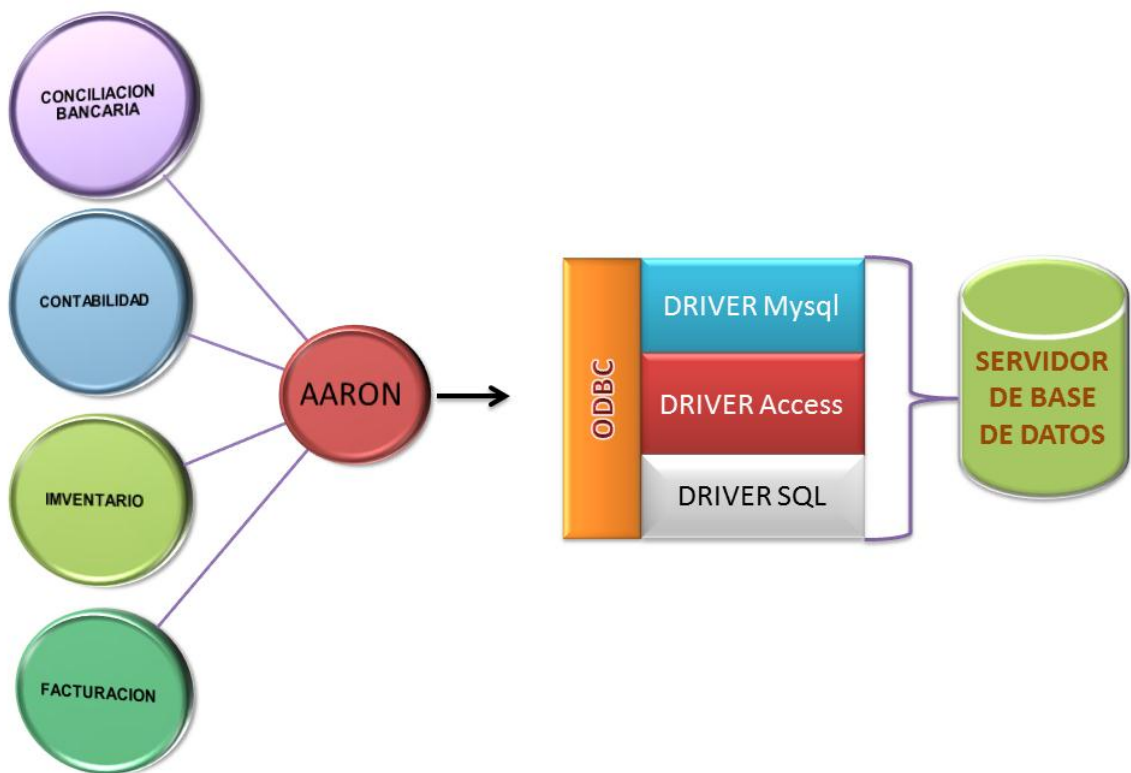 CONCILIACION
BANCARIA
CONTABILIDAD
IMVENTARIO
FACTURACION
AARON
ODBC
DRIVER Mysql
DRIVER Access
DRIVER SQL
SERVIDOR
DE BASE
DE DATOS